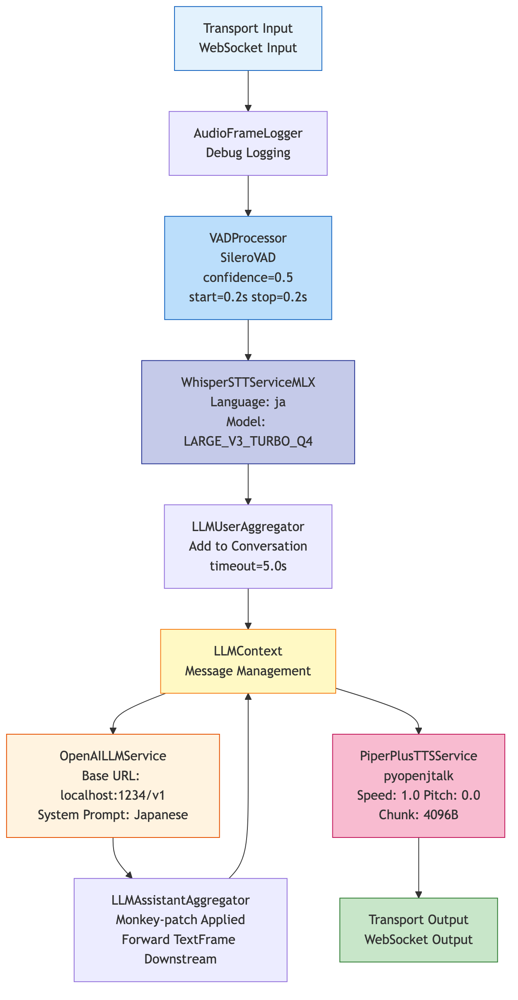 Transport Input
WebSocket Input
AudioFrameLogger
Debug Logging
VADProcessor
SileroVAD
confidence=0.5
start=0.2s stop=0.2s
WhisperSTTServiceMLX
Language: ja
Model:
LARGE_V3_TURBO_Q4
LLMUserAggregator
Add to Conversation
timeout=5.0s
LLMContext
Message Management
OpenAILLMService
Base URL:
localhost:1234/v1
System Prompt: Japanese
PiperPlusTTSService
pyopenjtalk
Speed: 1.0 Pitch: 0.0
Chunk: 4096B
LLMAssistantAggregator
Monkey-patch Applied
Forward TextFrame
Downstream
Transport Output
WebSocket Output